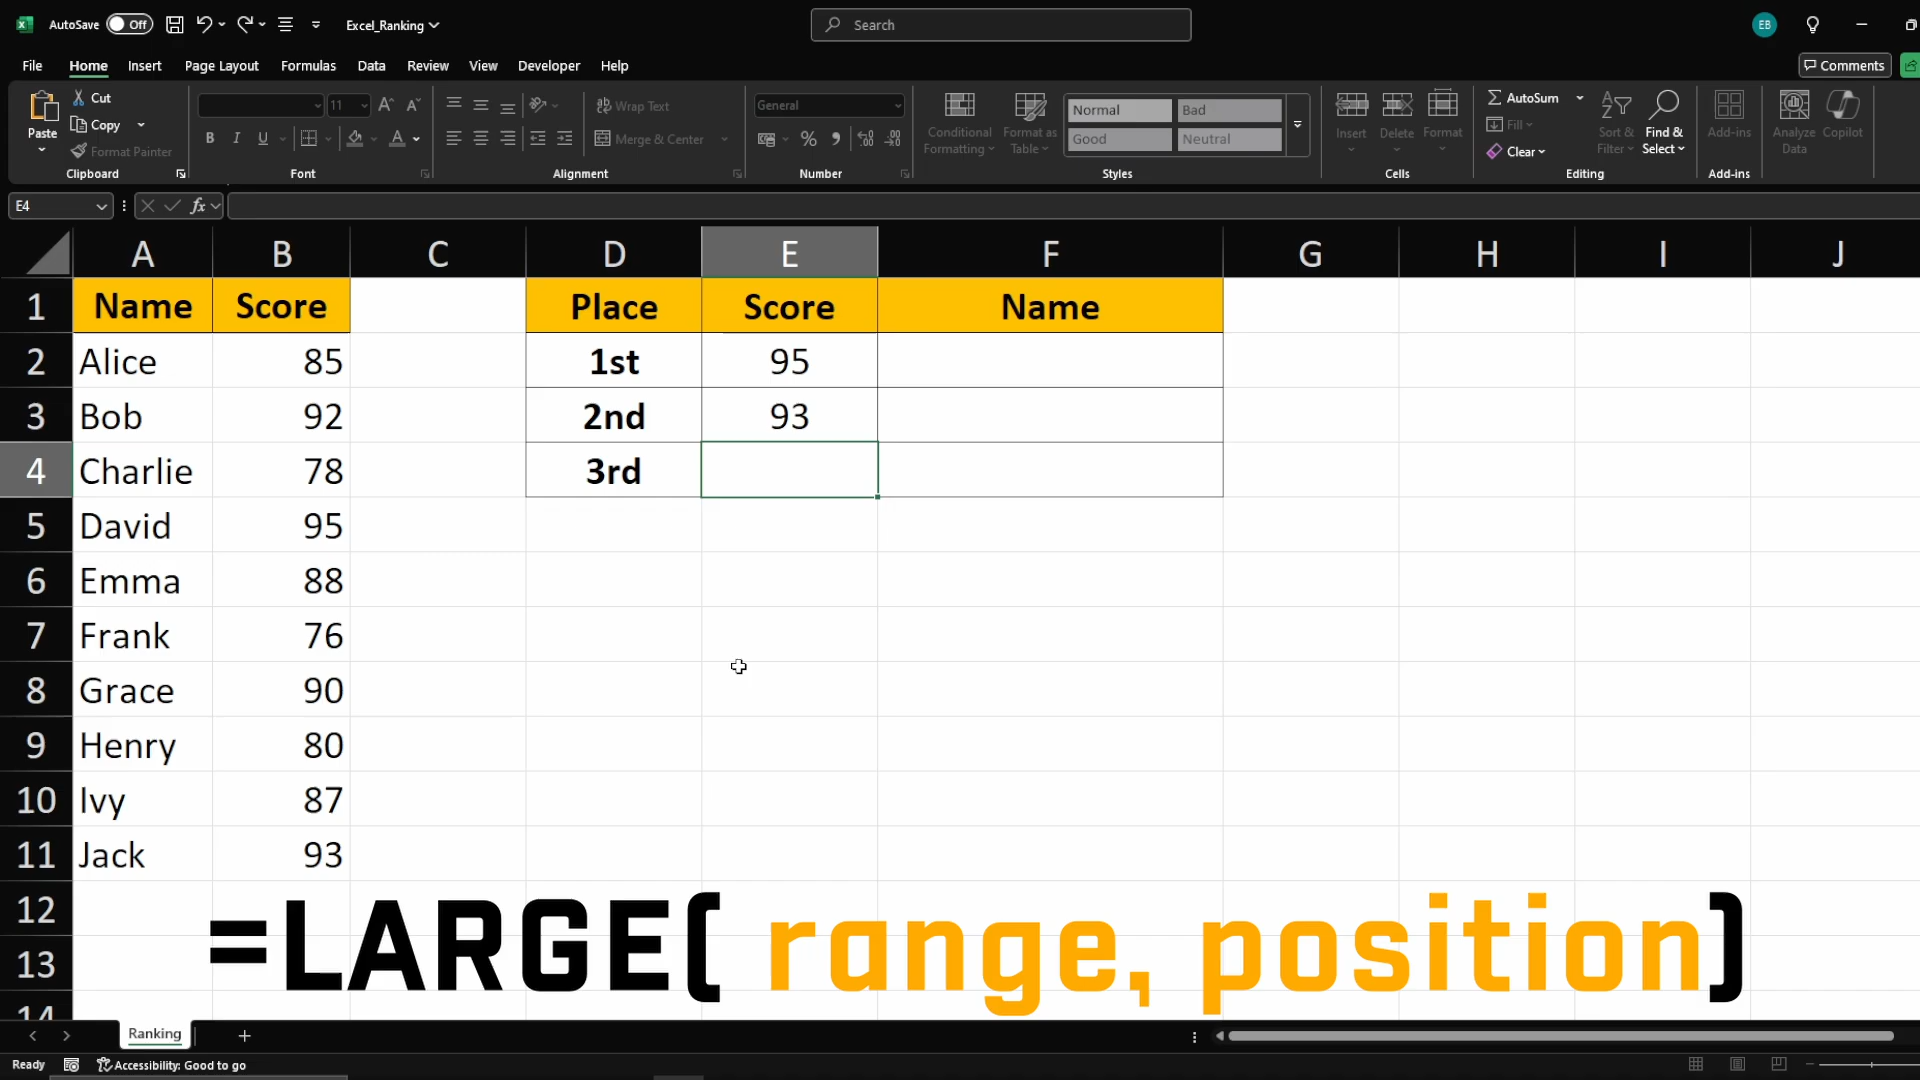 AutoSave Off Excel_Ranking Search EB
File Home Insert Page Layout Formulas Data Review View Developer Help Comments
Paste Cut Copy Format Painter Clipboard
11 B I U A Font
Wrap Text Merge & Center Alignment
General % Number
Conditional Formatting Format as Table Normal Bad Good Neutral Styles
Insert Delete Format Cells
AutoSum Fill Clear Sort & Filter Find & Select Editing
Add-ins Add-ins
Analyze Data Copilot
E4 fx
A B C D E F G H I J
1 Name Score Place Score Name
2 Alice 85 1st 95
3 Bob 92 2nd 93
4 Charlie 78 3rd
5 David 95
6 Emma 88
7 Frank 76
8 Grace 90
9 Henry 80
10 Ivy 87
11 Jack 93
12
13
14
=LARGE( range, position)
Ranking
Ready Accessibility: Good to go